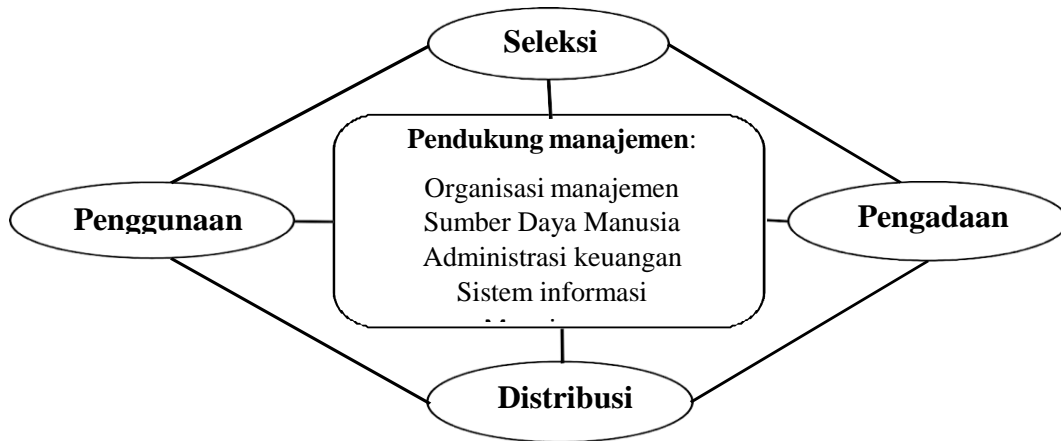 Seleksi
Pendukung manajemen:
Organisasi manajemen
Sumber Daya Manusia
Administrasi keuangan
Sistem informasi
Penggunaan
Pengadaan
Distribusi